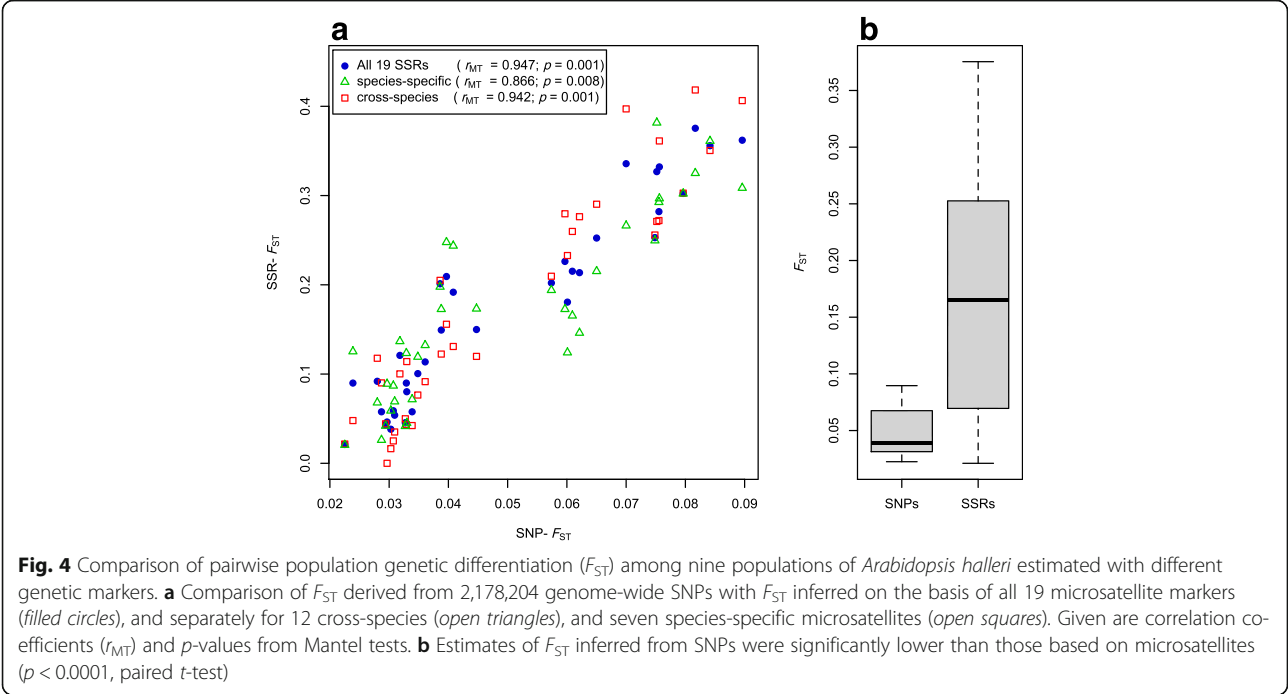 a
b
All 19 SSRs ( rMT = 0.947; p = 0.001)
species-specific ( rMT = 0.866; p = 0.008)
cross-species ( rMT = 0.942; p = 0.001)
SSR- FST
0.0 0.1 0.2 0.3 0.4
0.02 0.03 0.04 0.05 0.06 0.07 0.08 0.09
SNP- FST
FST
0.05 0.10 0.15 0.20 0.25 0.30 0.35
SNPs SSRs
Fig. 4 Comparison of pairwise population genetic differentiation (FST) among nine populations of Arabidopsis halleri estimated with different
genetic markers. a Comparison of FST derived from 2,178,204 genome-wide SNPs with FST inferred on the basis of all 19 microsatellite markers
(filled circles), and separately for 12 cross-species (open triangles), and seven species-specific microsatellites (open squares). Given are correlation co-
efficients (rMT) and p-values from Mantel tests. b Estimates of FST inferred from SNPs were significantly lower than those based on microsatellites
(p < 0.0001, paired t-test)